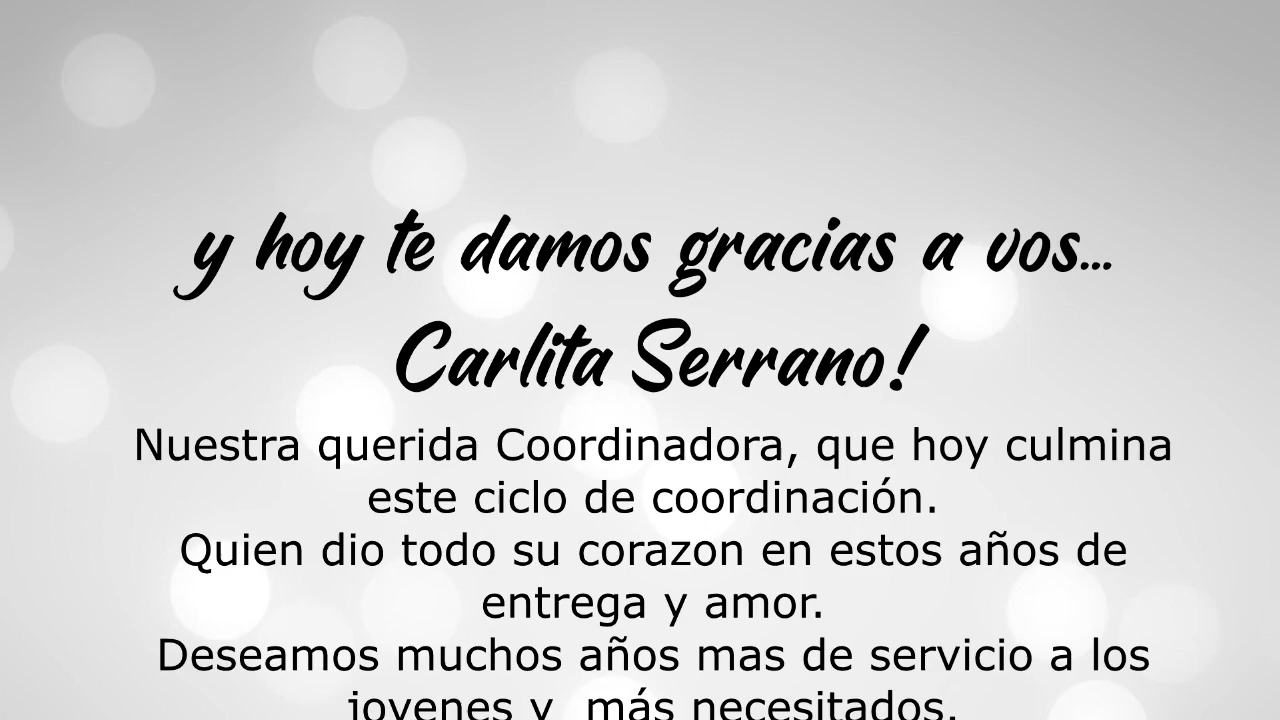 y hoy te damos gracias a vos...
Carlita Serrano!
Nuestra querida Coordinadora, que hoy culmina
este ciclo de coordinación.
Quien dio todo su corazon en estos años de
entrega y amor.
Deseamos muchos años mas de servicio a los
jovenes y  más necesitados.